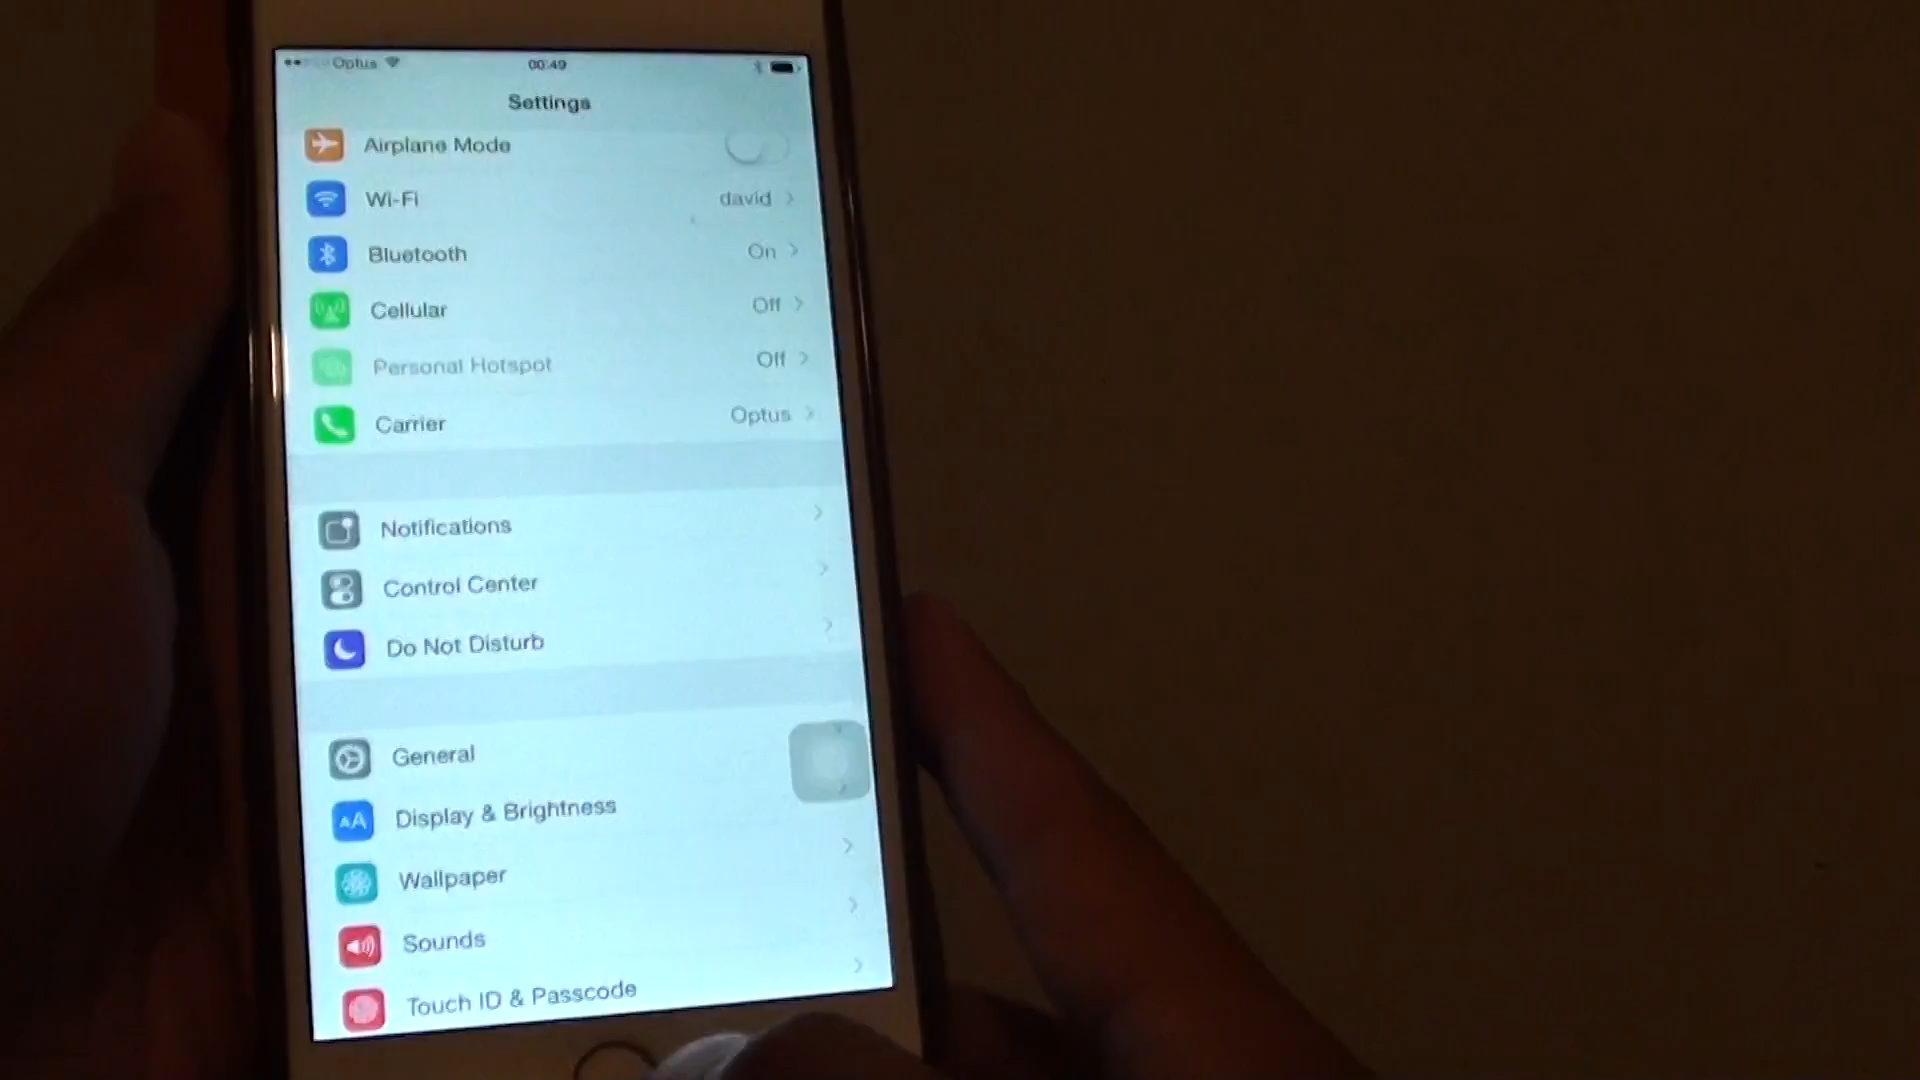 Optus 00:49
Settings
Airplane Mode
Wi-Fi david
Bluetooth On
Cellular Off
Personal Hotspot Off
Carrier Optus
Notifications
Control Center
Do Not Disturb
General
AA Display & Brightness
Wallpaper
Sounds
Touch ID & Passcode